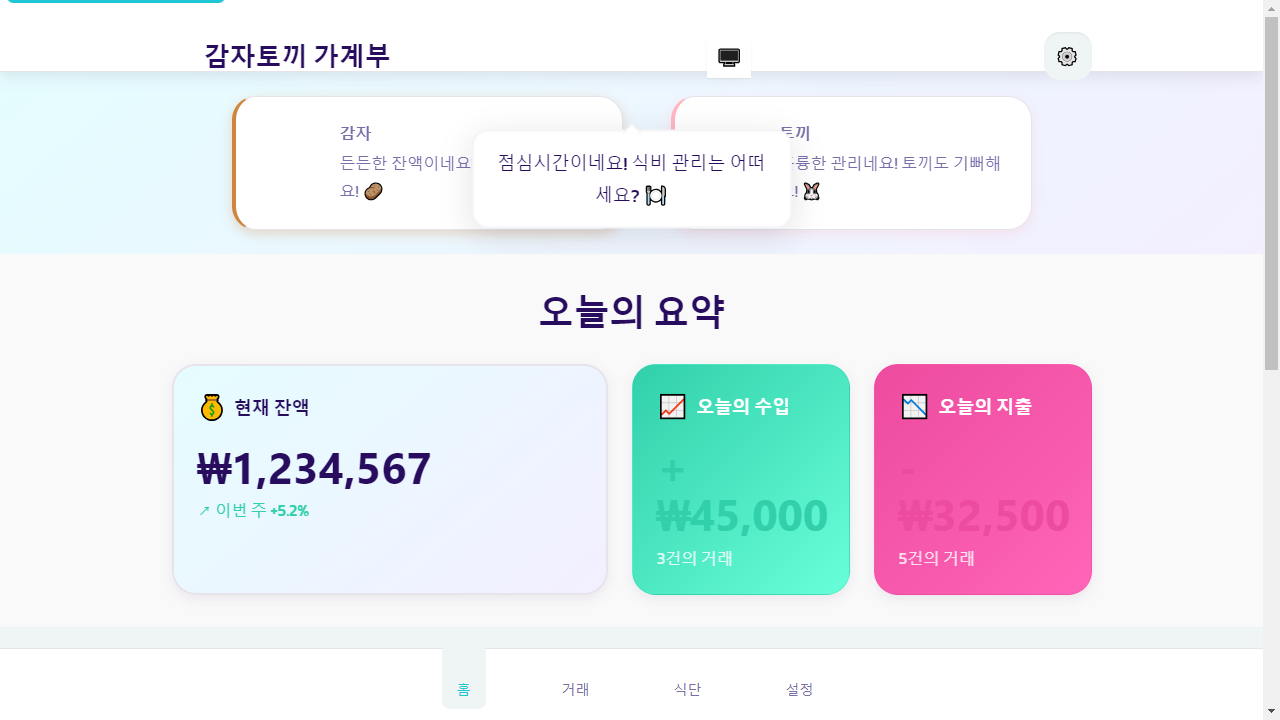 감자토끼 가계부
감자
든든한 잔액이네요
요!
점심시간이네요! 식비 관리는 어떠
세요?
토끼
륭한 관리네요! 토끼도 기뻐해
!
오늘의 요약
현재 잔액
₩1,234,567
↗ 이번 주 +5.2%
오늘의 수입
+
₩45,000
3건의 거래
오늘의 지출
-
₩32,500
5건의 거래
홈
거래
식단
설정